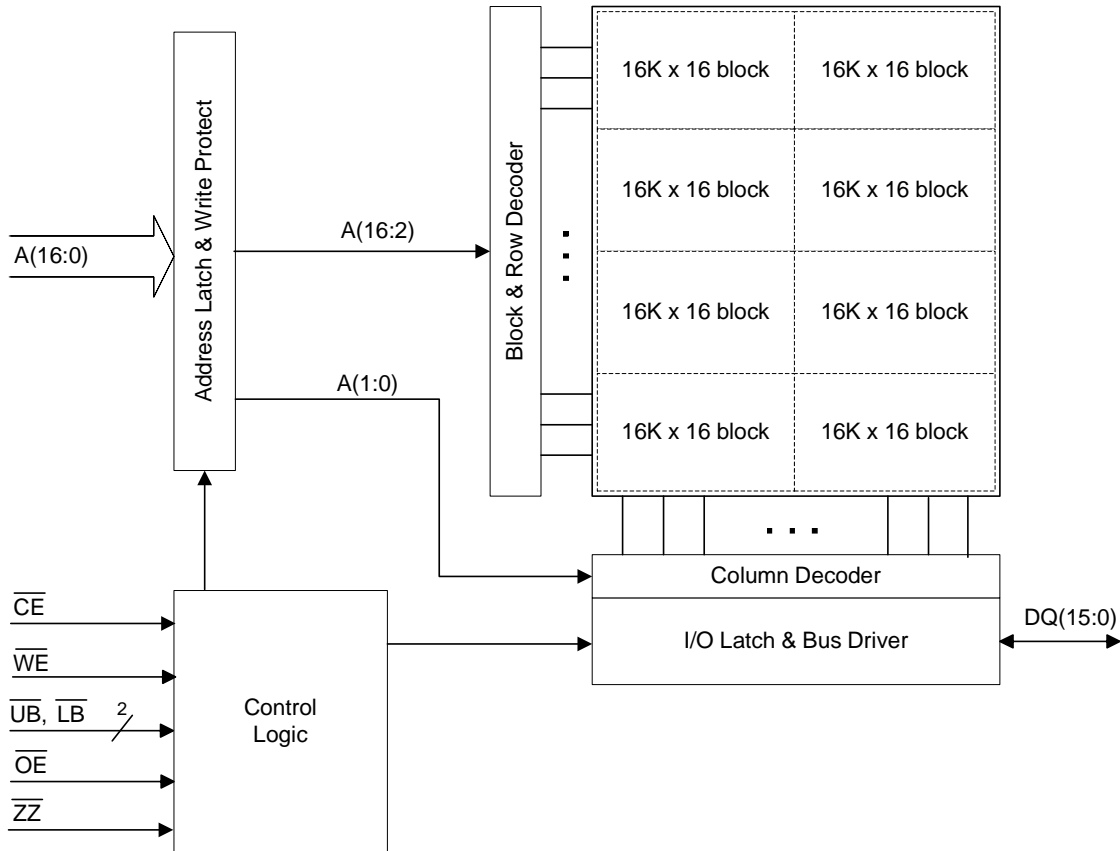 16K x 16 block 16K x 16 block
16K x 16 block 16K x 16 block
16K x 16 block 16K x 16 block
16K x 16 block 16K x 16 block
Address Latch & Write Protect
Block & Row Decoder
A(16:0)
A(16:2)
A(1:0)
Column Decoder
I/O Latch & Bus Driver
DQ(15:0)
CE
WE
UB, LB 2
OE
ZZ
Control
Logic